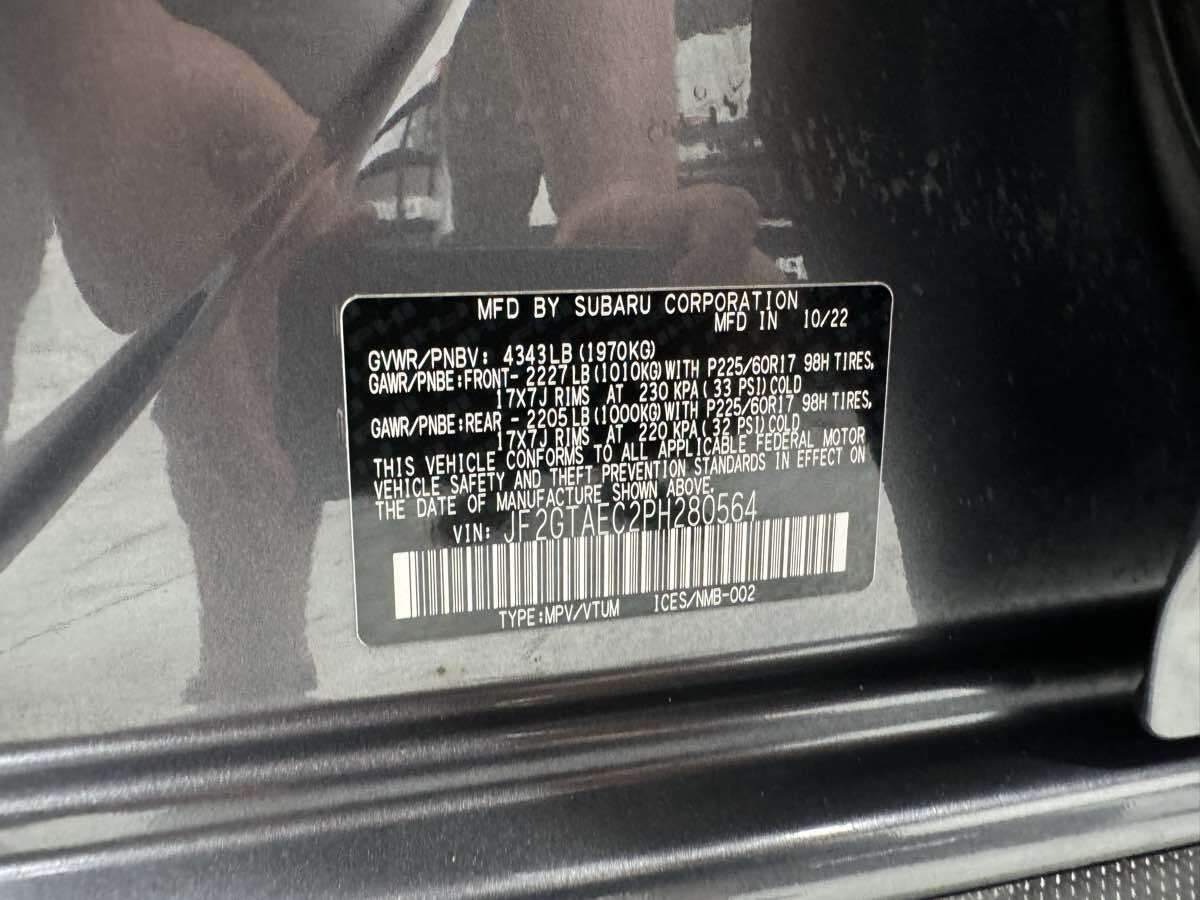 MFD BY SUBARU CORPORATION
MFD IN 10/22
GVWR/PNBV: 4343LB (1970KG)
GAWR/PNBE:FRONT- 2227LB (1010KG) WITH P225/60R17 98H TIRES,
17X7J RIMS AT 230 KPA ( 33 PSI) COLD
GAWR/PNBE:REAR - 2205LB (1000KG) WITH P225/60R17 98H TIRES,
17X7J RIMS AT 220 KPA ( 32 PSI) COLD
THIS VEHICLE CONFORMS TO ALL APPLICABLE FEDERAL MOTOR
VEHICLE SAFETY AND THEFT PREVENTION STANDARDS IN EFFECT ON
THE DATE OF MANUFACTURE SHOWN ABOVE.
VIN: JF2GTAEC2PH280564
TYPE:MPV/VTUM ICES/NMB-002